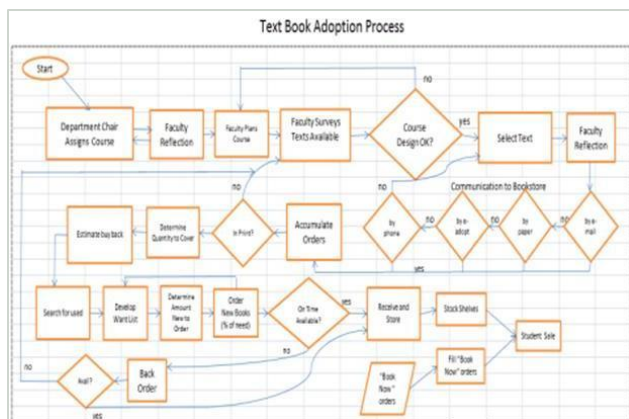 Text Book Adoption Process
Start
no
Department Chair
Assigns Course
Faculty
Reflection
Faculty Plans
Course
Faculty Surveys
Texts Available
Course
Design OK?
yes
Select Text
Faculty
Reflection
Communication to Bookstore
no
no
Estimate buy back
Determine
Quantity to Cover
In Print?
Accumulate
Orders
by
phone
no
by e-
adopt
no
by
paper
no
by e-
mail
yes
Search for used
Develop
Want List
Determine
Amount
New to
Order
Order
New Books
(% of need)
On Time
Available?
yes
Receive and
Store
Stock Shelves
Student Sale
no
no
Avail?
Back
Order
"Book
Now"
orders
Fill "Book
Now" orders
yes